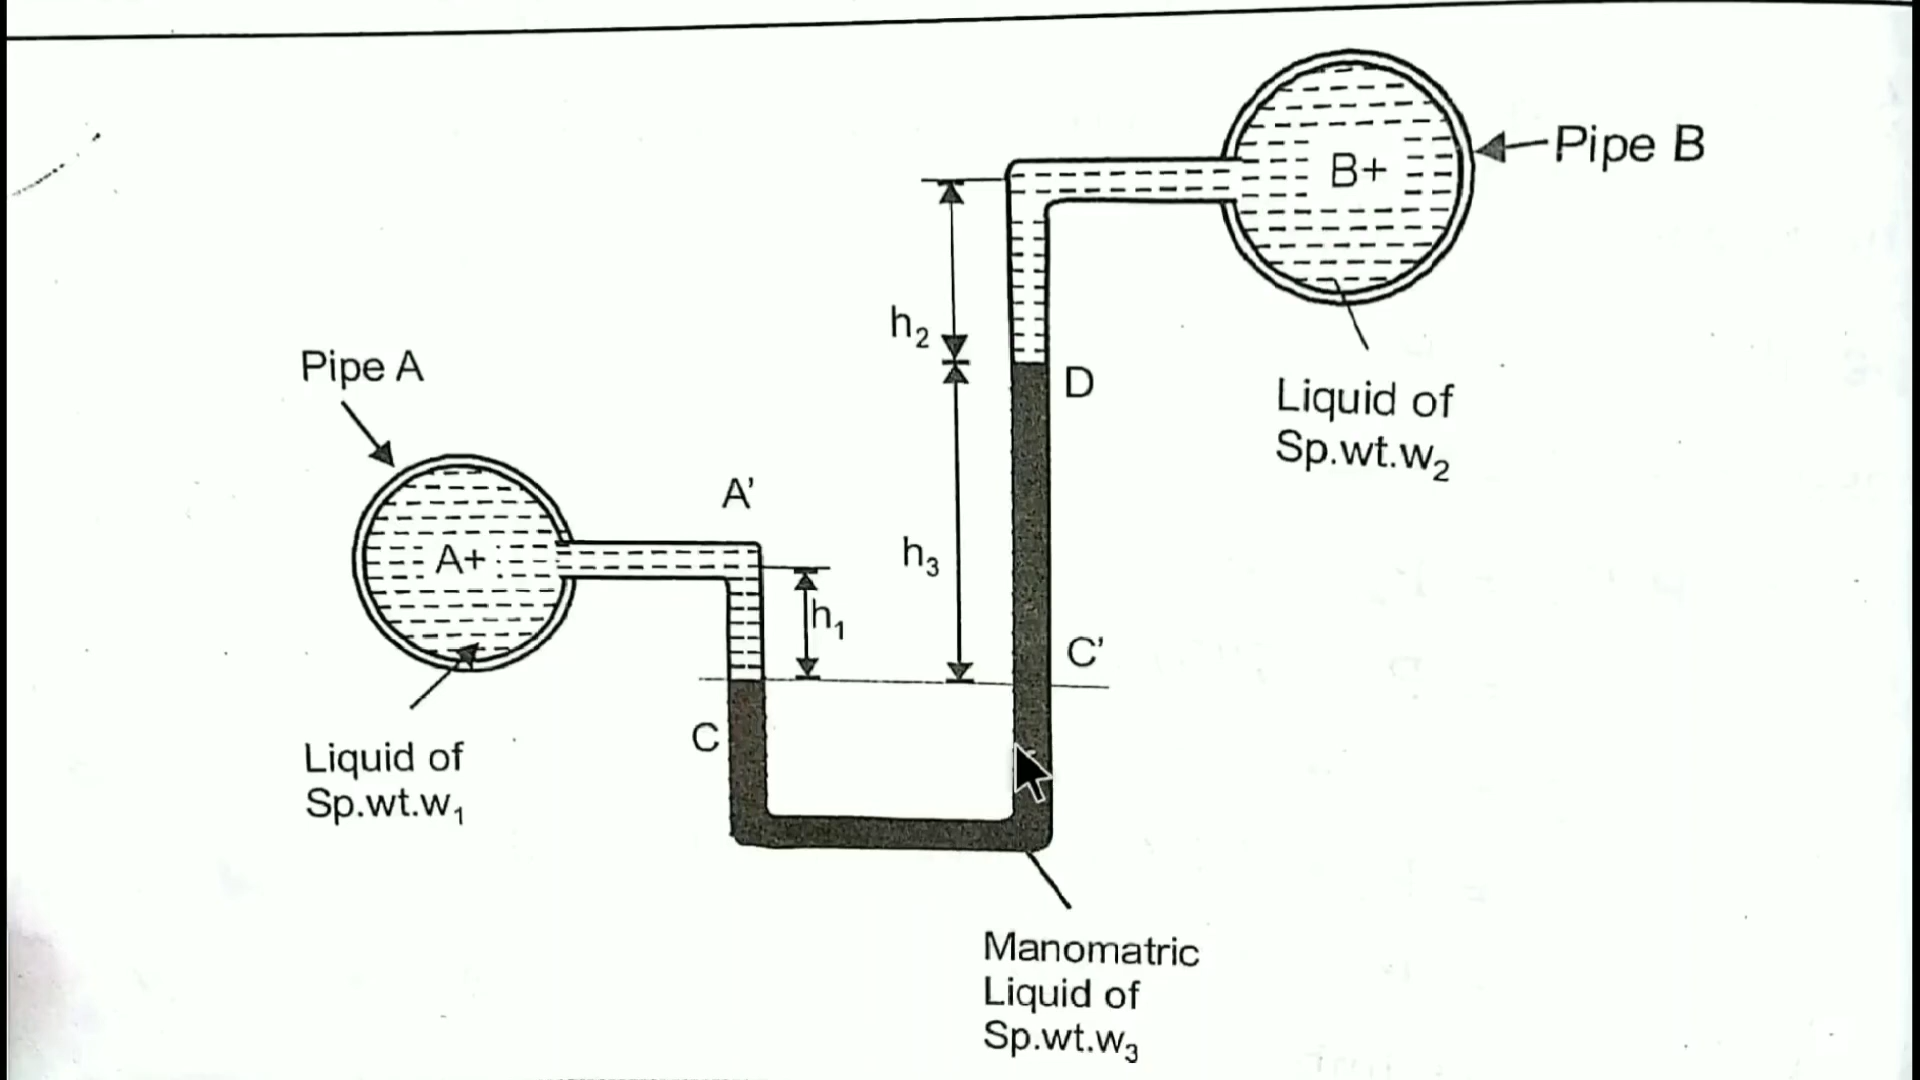 Pipe B
B+
h₂
Pipe A
D
Liquid of
Sp.wt.w₂
A'
A+
h₃
h₁
C'
C
Liquid of
Sp.wt.w₁
Manomatric
Liquid of
Sp.wt.w₃